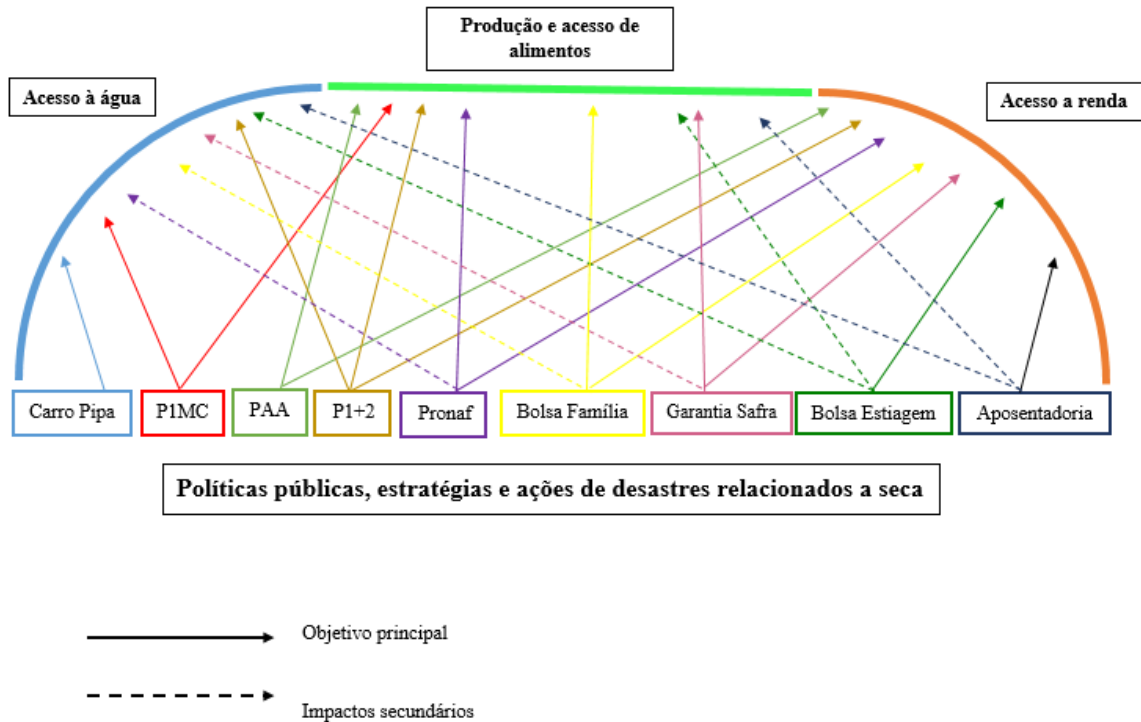 Produção e acesso de
alimentos
Acesso à água
Acesso a renda
Carro Pipa
P1MC
PAA
P1+2
Pronaf
Bolsa Família
Garantia Safra
Bolsa Estiagem
Aposentadoria
Políticas públicas, estratégias e ações de desastres relacionados a seca
Objetivo principal
Impactos secundários